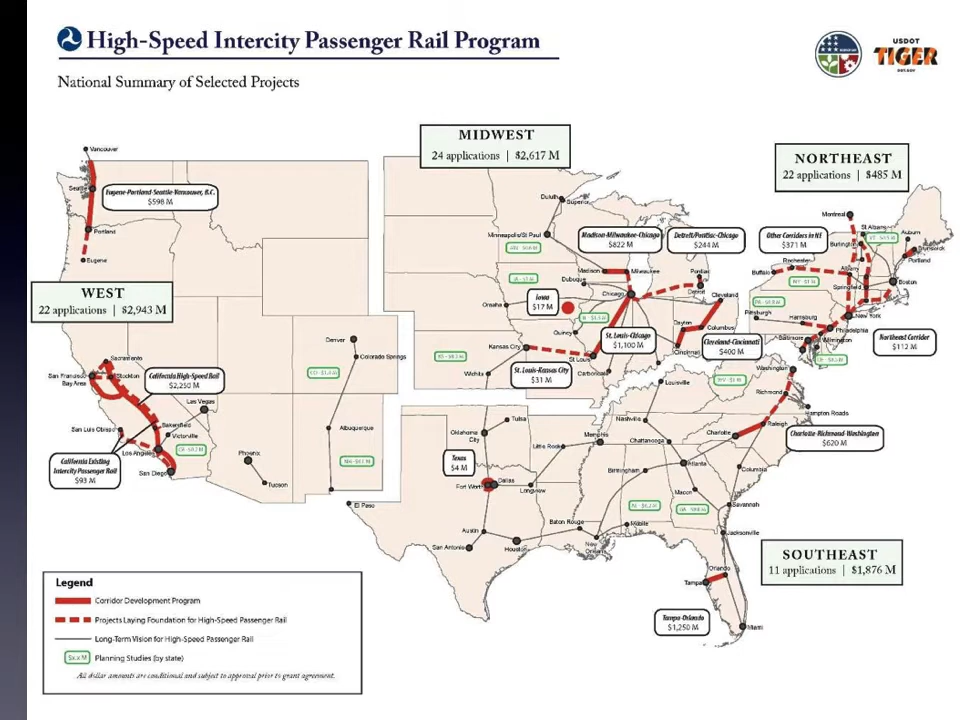 High-Speed Intercity Passenger Rail Program
National Summary of Selected Projects
USDOT
TIGER
MIDWEST
24 applications | $2,617 M
NORTHEAST
22 applications | $485 M
WEST
22 applications | $2,943 M
SOUTHEAST
11 applications | $1,876 M
Vancouver
Seattle
Eugene-Portland-Seattle-Vancouver, B.C.
$598 M
Portland
Eugene
Sacramento
San Francisco
Bay Area
Stockton
California High-Speed Rail
$2,250 M
Las Vegas
San Luis Obispo
Bakersfield
Victorville
Los Angeles
San Diego
California Existing
Intercity Passenger Rail
$93 M
Phoenix
Tucson
Denver
Colorado Springs
Albuquerque
El Paso
Duluth
Superior
Minneapolis/St Paul
Madison-Milwaukee-Chicago
$822 M
Detroit/Pontiac-Chicago
$244 M
Madison
Milwaukee
Dubuque
Chicago
Pontiac
Detroit
Cleveland
Omaha
Iowa
$17 M
Quincy
Kansas City
Wichita
St Louis
Carbondale
St. Louis-Kansas City
$31 M
St. Louis-Chicago
$1,100 M
Dayton
Columbus
Cincinnati
Cleveland-Cincinnati
$400 M
Montreal
St Albans
Burlington
Auburn
Brunswick
Portland
Other Corridors in NE
$371 M
Rochester
Buffalo
Albany
Springfield
Boston
New York
Pittsburgh
Harrisburg
Philadelphia
Wilmington
Baltimore
Washington
Northeast Corridor
$112 M
Richmond
Hampton Roads
Raleigh
Charlotte
Charlotte-Richmond-Washington
$620 M
Louisville
Nashville
Memphis
Chattanooga
Atlanta
Columbia
Birmingham
Macon
Savannah
Jacksonville
Tulsa
Oklahoma
City
Little Rock
Texas
$4 M
Fort Worth
Dallas
Longview
Austin
San Antonio
Houston
Baton Rouge
New
Orleans
Mobile
Orlando
Tampa
Tampa-Orlando
$1,250 M
Miami
Legend
Corridor Development Program
Projects Laying Foundation for High-Speed Passenger Rail
Long-Term Vision for High-Speed Passenger Rail
$x.x M Planning Studies (by state)
All dollar amounts are conditional and subject to approval prior to grant agreement.